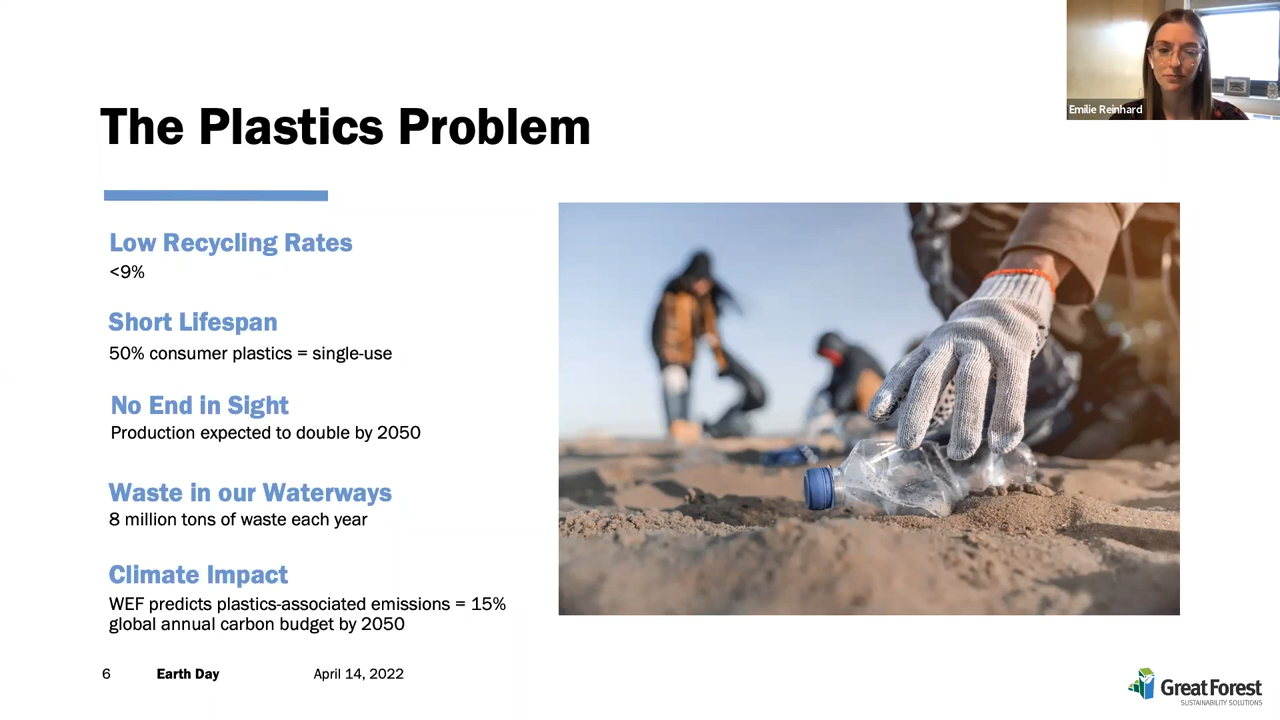 Emilie Reinhard
The Plastics Problem
Low Recycling Rates
<9%
Short Lifespan
50% consumer plastics = single-use
No End in Sight
Production expected to double by 2050
Waste in our Waterways
8 million tons of waste each year
Climate Impact
WEF predicts plastics-associated emissions = 15%
global annual carbon budget by 2050
6 Earth Day April 14, 2022
GreatForest
SUSTAINABILITY SOLUTIONS